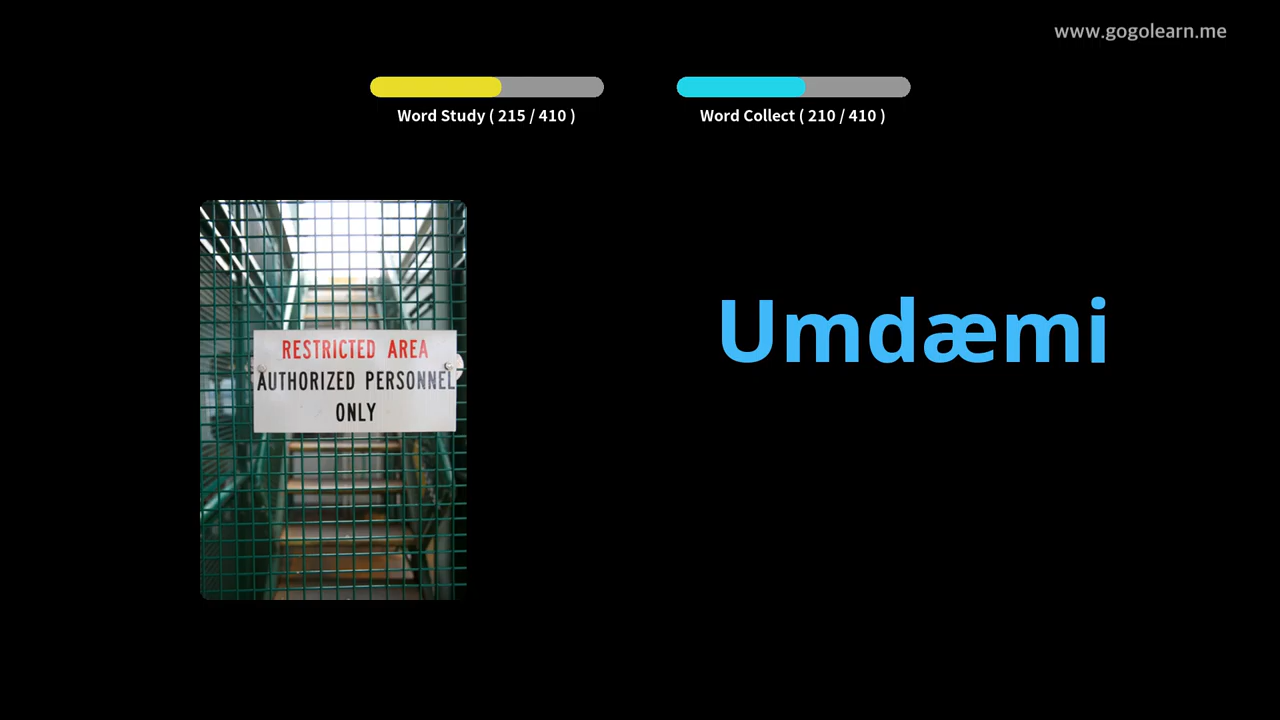 www.gogolearn.me
Word Study ( 215 / 410 )
Word Collect ( 210 / 410 )
RESTRICTED AREA
AUTHORIZED PERSONNEL
ONLY
Umdæmi